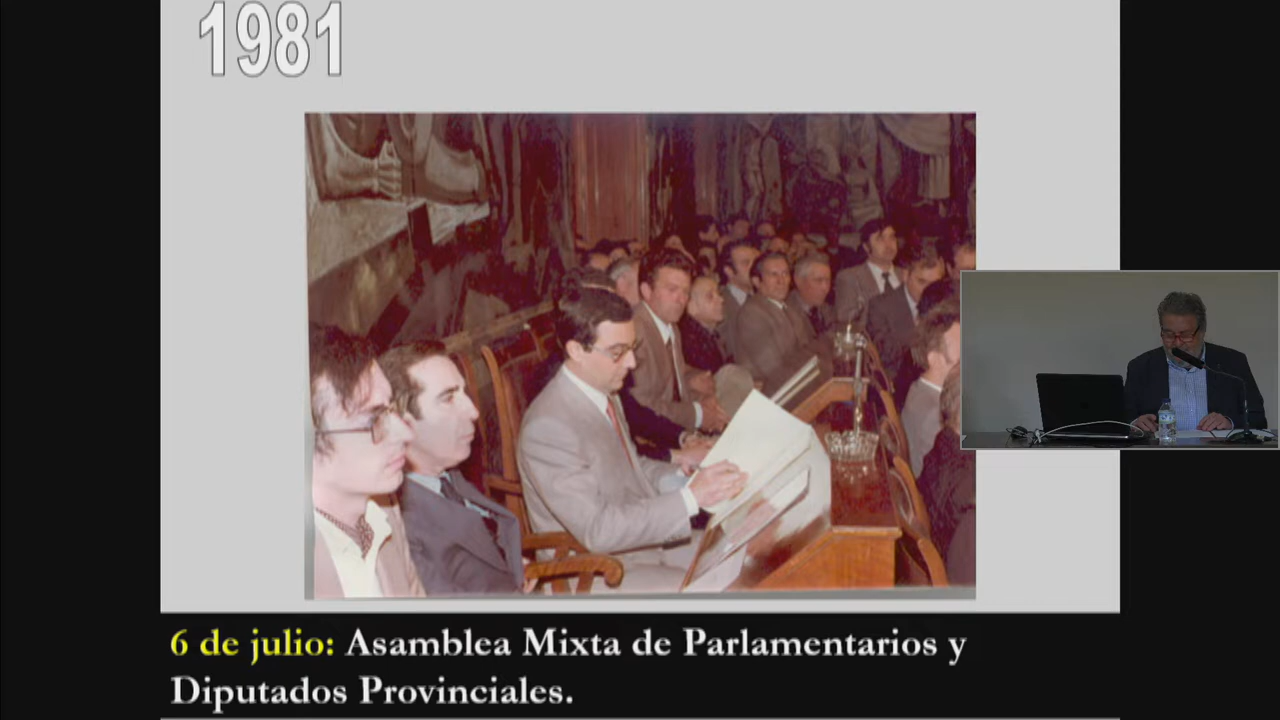 1981
6 de julio: Asamblea Mixta de Parlamentarios y
Diputados Provinciales.